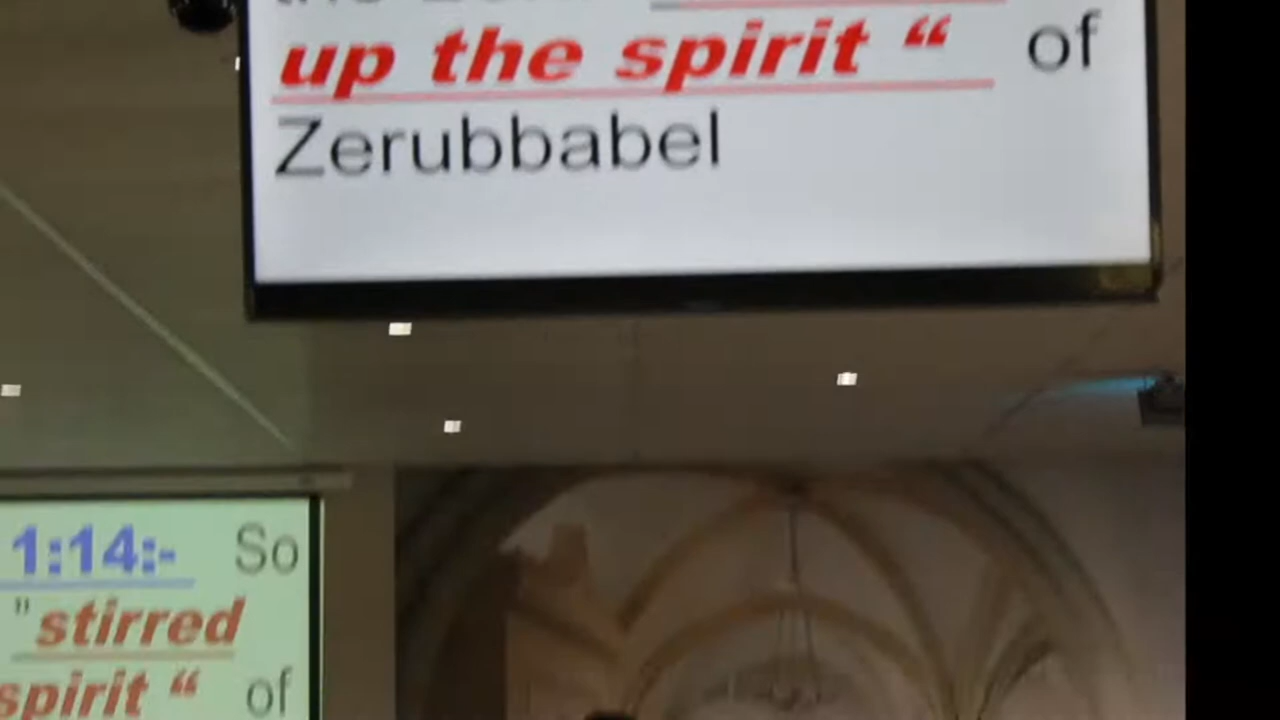 up the spirit “ of
Zerubbabel
1:14:- So
" stirred
spirit “ of